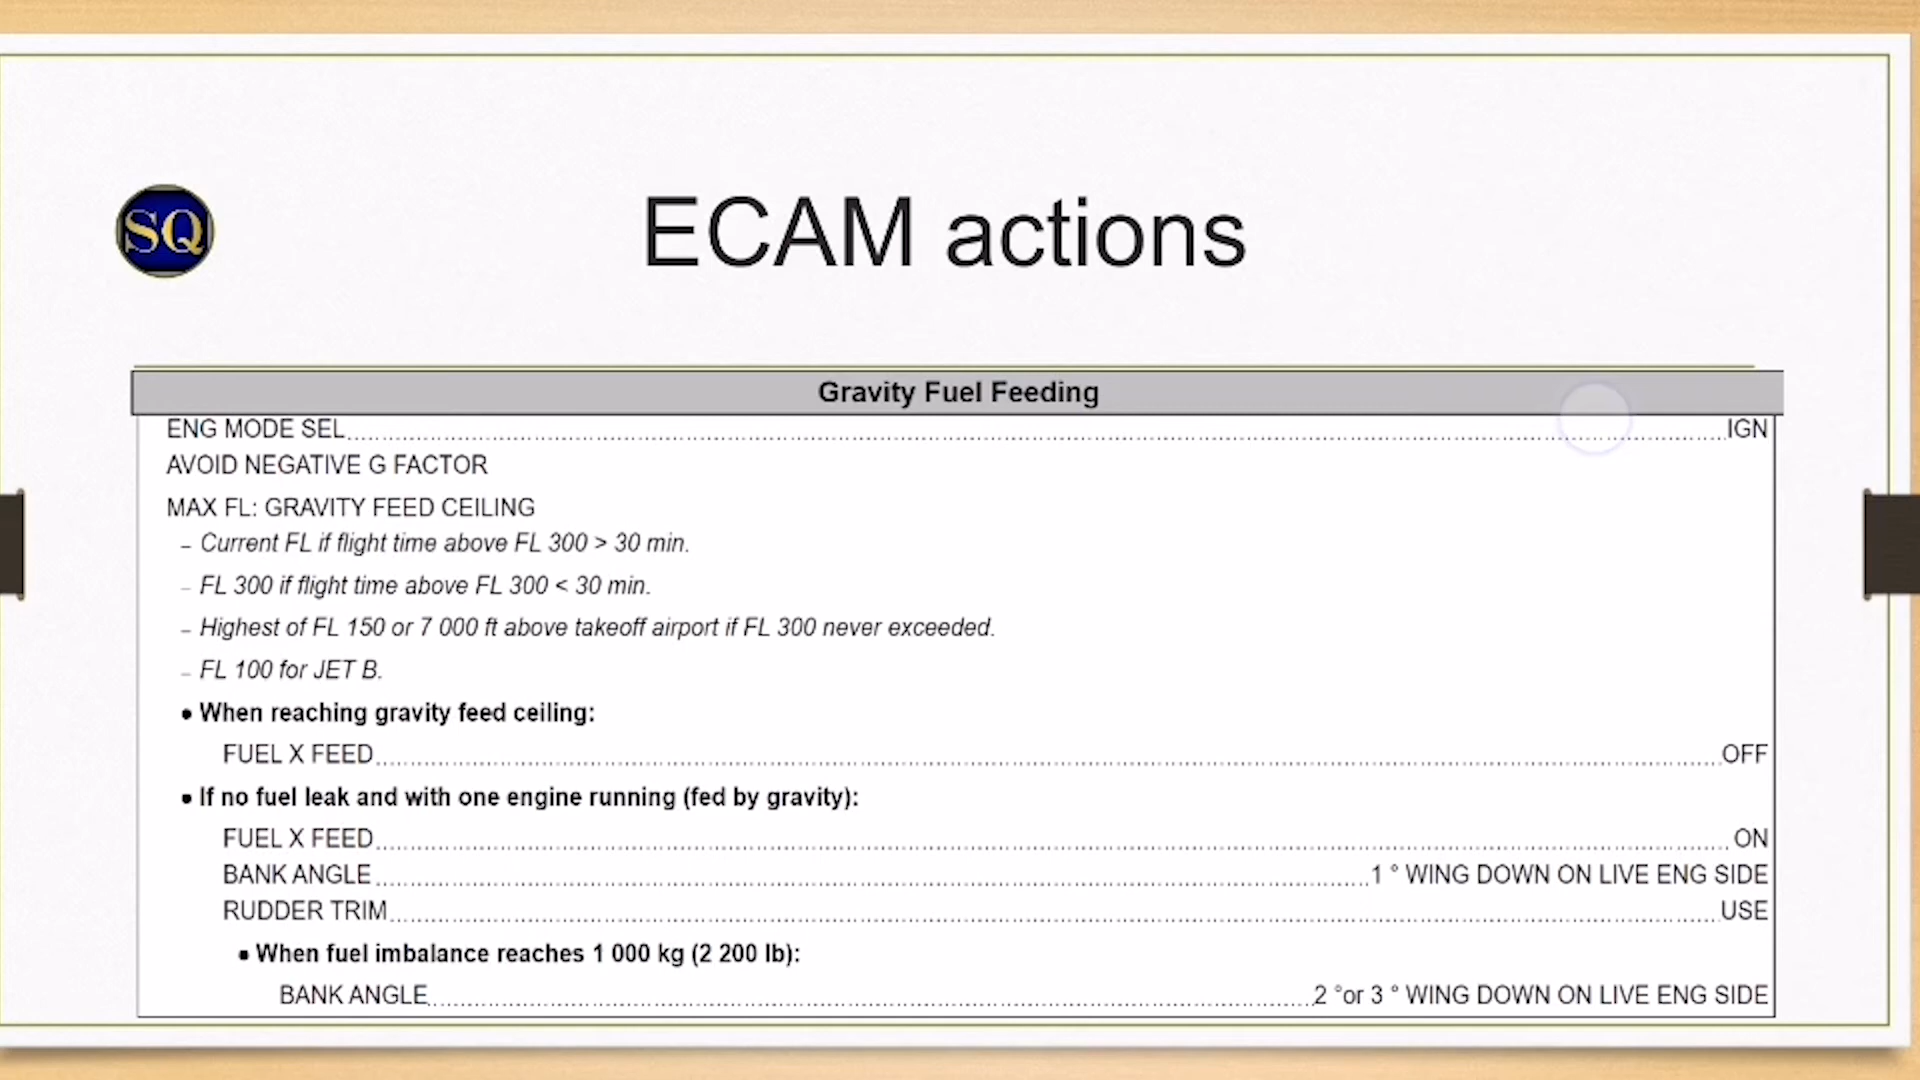 SQ
ECAM actions
Gravity Fuel Feeding
ENG MODE SEL........................................IGN
AVOID NEGATIVE G FACTOR
MAX FL: GRAVITY FEED CEILING
– Current FL if flight time above FL 300 > 30 min.
– FL 300 if flight time above FL 300 < 30 min.
– Highest of FL 150 or 7 000 ft above takeoff airport if FL 300 never exceeded.
– FL 100 for JET B.
• When reaching gravity feed ceiling:
FUEL X FEED........................................OFF
• If no fuel leak and with one engine running (fed by gravity):
FUEL X FEED........................................ON
BANK ANGLE........................................1 ° WING DOWN ON LIVE ENG SIDE
RUDDER TRIM........................................USE
▪ When fuel imbalance reaches 1 000 kg (2 200 lb):
BANK ANGLE........................................2 °or 3 ° WING DOWN ON LIVE ENG SIDE